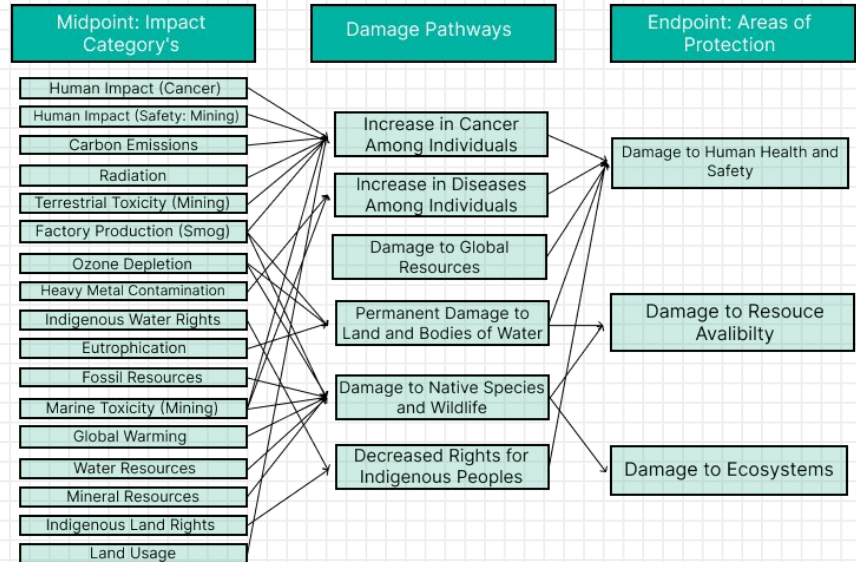 Midpoint: Impact
Category's
Damage Pathways
Endpoint: Areas of
Protection
Human Impact (Cancer)
Human Impact (Safety: Mining)
Carbon Emissions
Radiation
Terrestrial Toxicity (Mining)
Factory Production (Smog)
Ozone Depletion
Heavy Metal Contamination
Indigenous Water Rights
Eutrophication
Fossil Resources
Marine Toxicity (Mining)
Global Warming
Water Resources
Mineral Resources
Indigenous Land Rights
Land Usage
Increase in Cancer
Among Individuals
Increase in Diseases
Among Individuals
Damage to Global
Resources
Permanent Damage to
Land and Bodies of Water
Damage to Native Species
and Wildlife
Decreased Rights for
Indigenous Peoples
Damage to Human Health and
Safety
Damage to Resouce
Avalibilty
Damage to Ecosystems